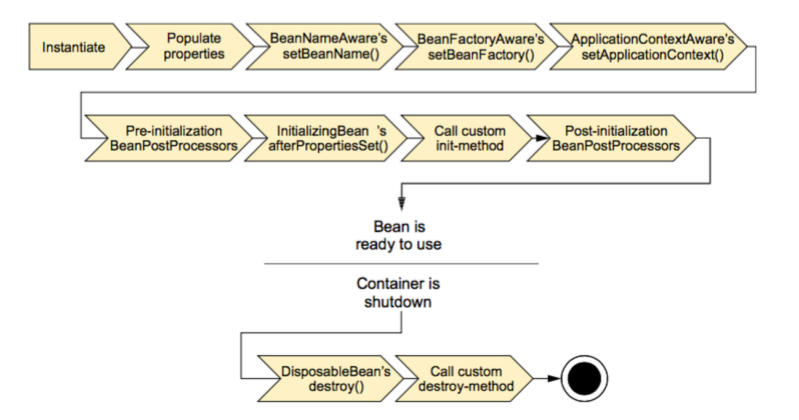 Instantiate
Populate
properties
BeanNameAware's
setBeanName()
BeanFactoryAware's
setBeanFactory()
ApplicationContextAware's
setApplicationContext()
Pre-initialization
BeanPostProcessors
InitializingBean 's
afterPropertiesSet()
Call custom
init-method
Post-initialization
BeanPostProcessors
Bean is
ready to use
Container is
shutdown
DisposableBean's
destroy()
Call custom
destroy-method